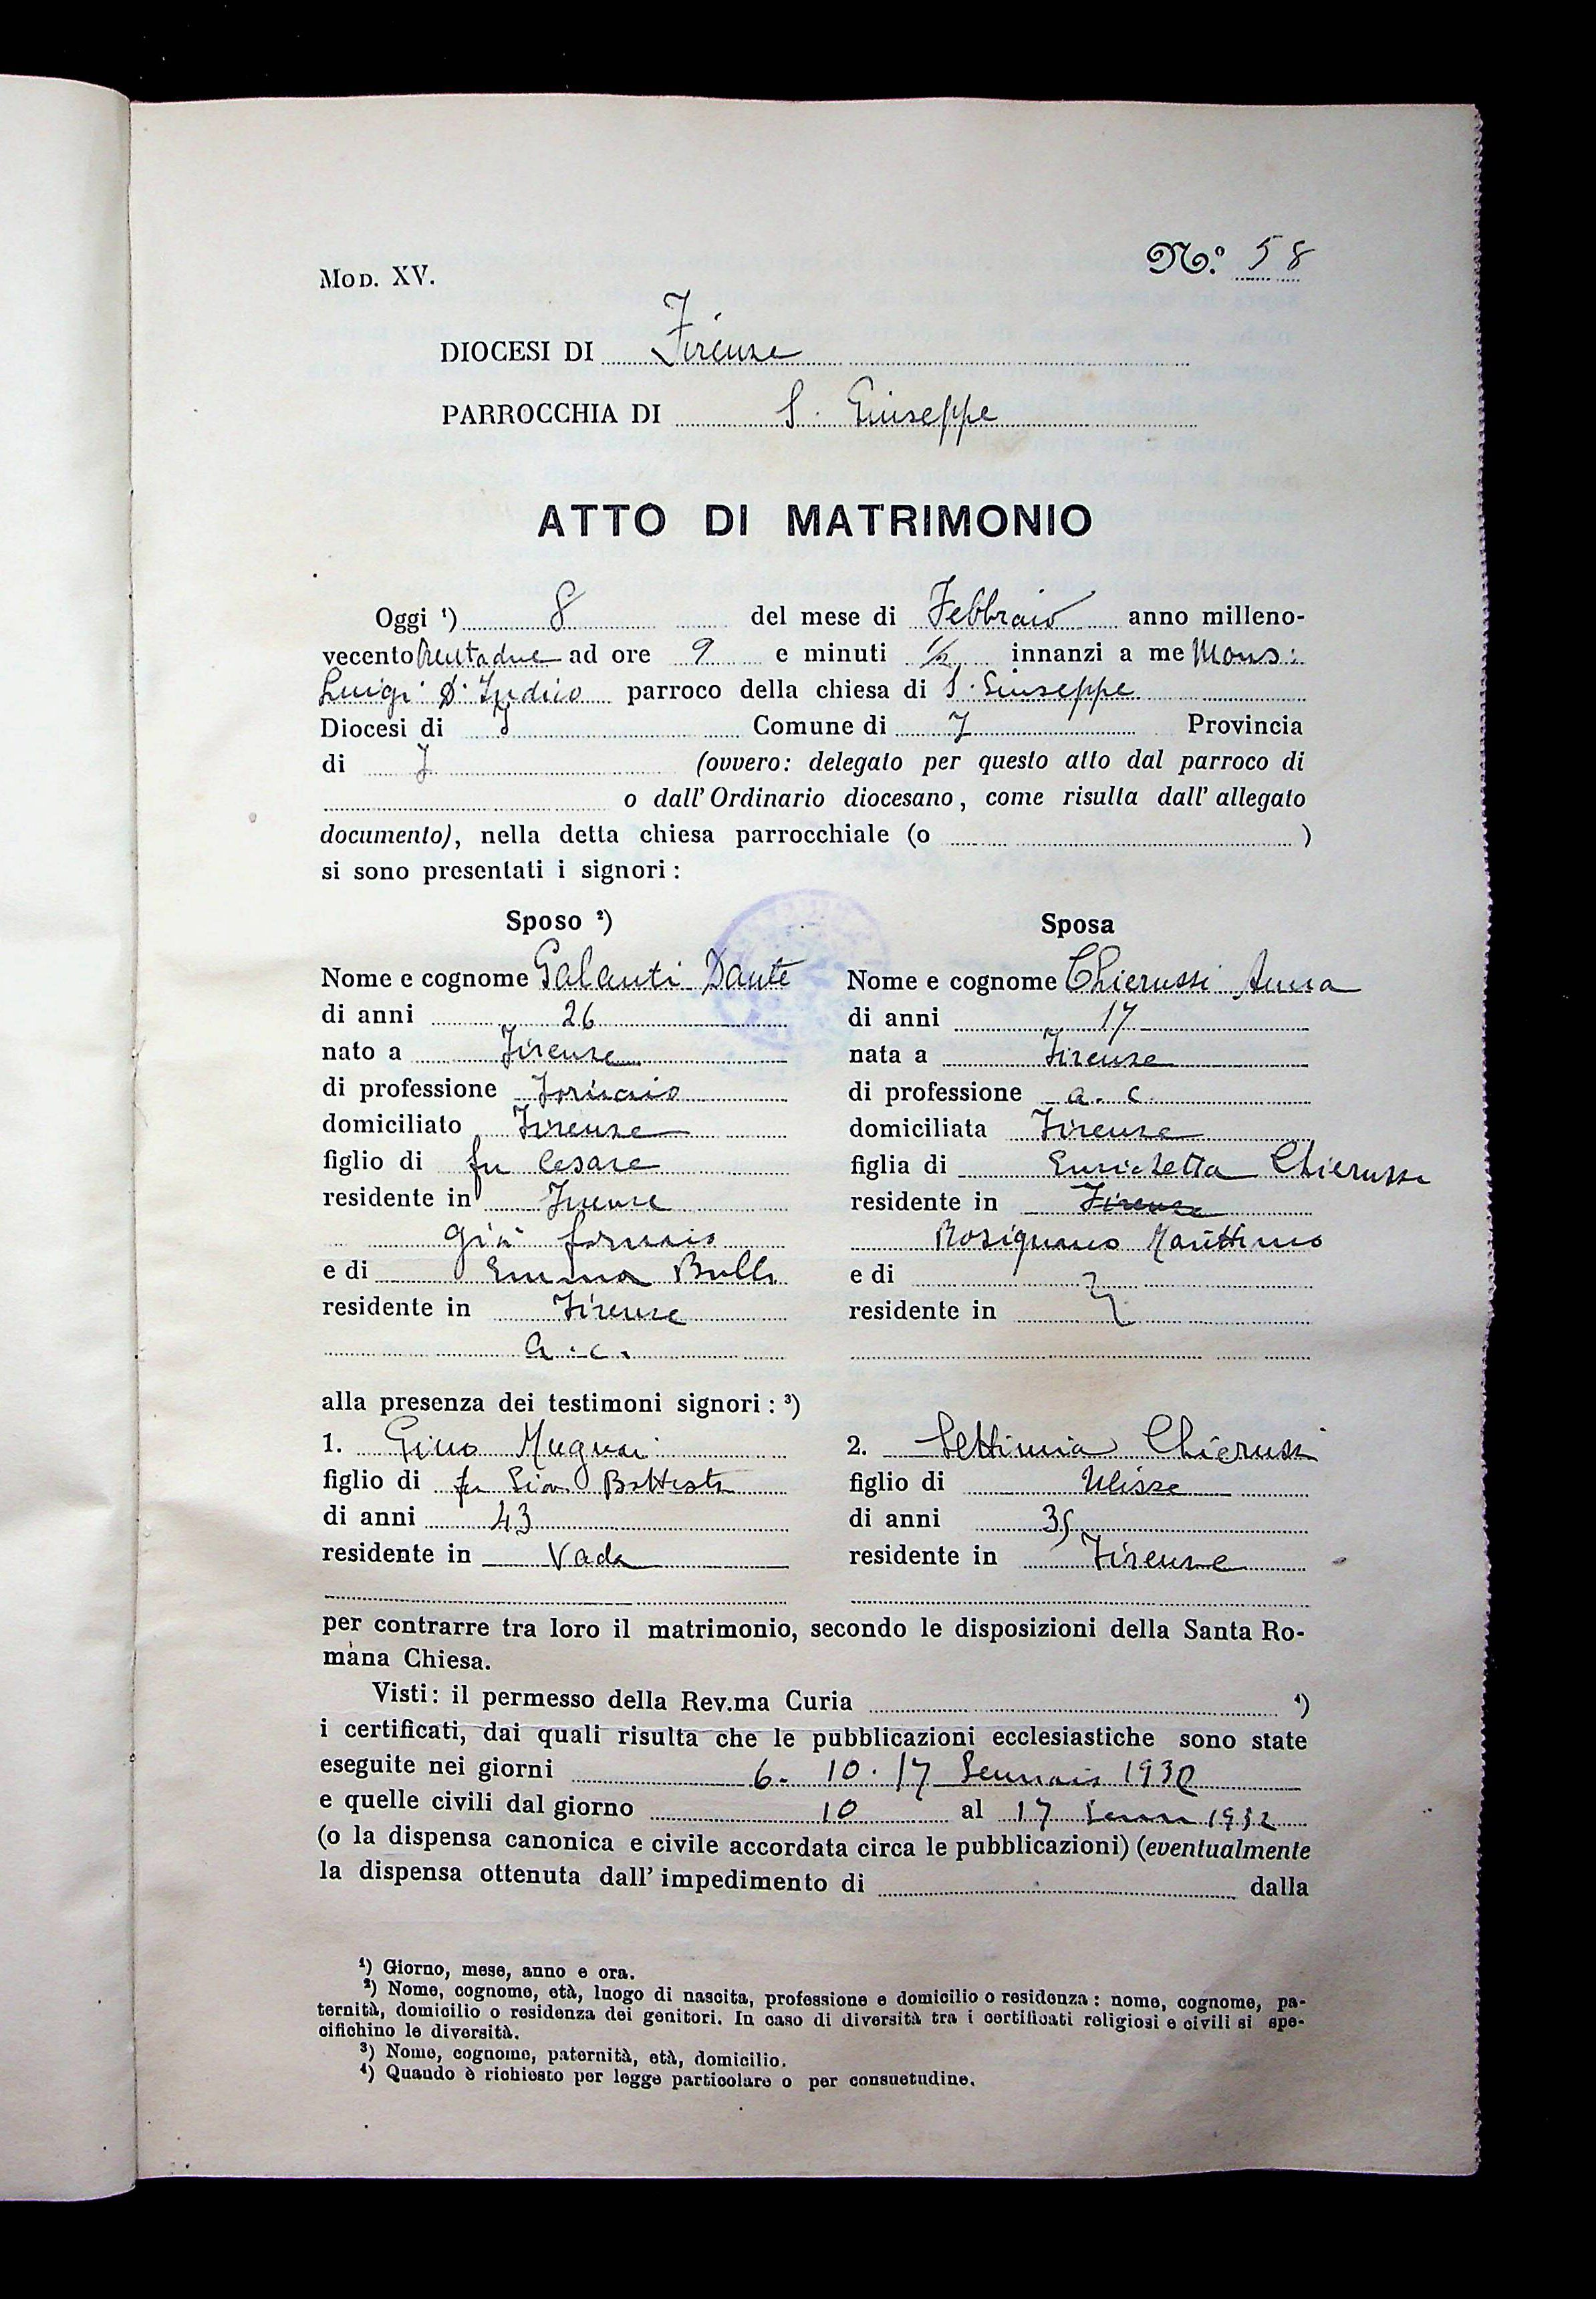 MOD. XV.
N.º 58
DIOCESI DI Firenze
PARROCCHIA DI S. Giuseppe
ATTO DI MATRIMONIO
Oggi ¹) 8 del mese di Febbraio anno milleno-
vecento trentadue ad ore 9 e minuti ½ innanzi a me Mons:
Luigi D'Indico parroco della chiesa di S. Giuseppe
Diocesi di F Comune di F Provincia
di F (ovvero: delegato per questo atto dal parroco di
o dall' Ordinario diocesano, come risulta dall' allegato
documento), nella detta chiesa parrocchiale (o )
si sono presentati i signori:
Sposo ²)
Nome e cognome Galanti Dante
di anni 26
nato a Firenze
di professione Fornaio
domiciliato Firenze
figlio di fu Cesare
residente in Firenze
già fornaio
e di Emma Bulli
residente in Firenze
a. c.
Sposa
Nome e cognome Chierussi Anna
di anni 17
nata a Firenze
di professione a. c.
domiciliata Firenze
figlia di Enrichetta Chierussi
residente in Firenze
Rosignano Marittimo
e di
residente in
alla presenza dei testimoni signori: ³)
1. Gino Mugnai
figlio di fu Gio. Battista
di anni 43
residente in Vada
2. Settimia Chierussi
figlio di Ulisse
di anni 35
residente in Firenze
per contrarre tra loro il matrimonio, secondo le disposizioni della Santa Ro-
mana Chiesa.
Visti: il permesso della Rev.ma Curia ⁴)
i certificati, dai quali risulta che le pubblicazioni ecclesiastiche sono state
eseguite nei giorni 6. 10. 17 Gennaio 1932
e quelle civili dal giorno 10 al 17 Genn 1932
(o la dispensa canonica e civile accordata circa le pubblicazioni) (eventualmente
la dispensa ottenuta dall' impedimento di dalla
¹) Giorno, mese, anno e ora.
²) Nome, cognome, età, luogo di nascita, professione e domicilio o residenza: nome, cognome, pa-
ternità, domicilio o residenza dei genitori. In caso di diversità tra i certificati religiosi e civili si spe-
cifichino le diversità.
³) Nome, cognome, paternità, età, domicilio.
⁴) Quando è richiesto per legge particolare o per consuetudine.